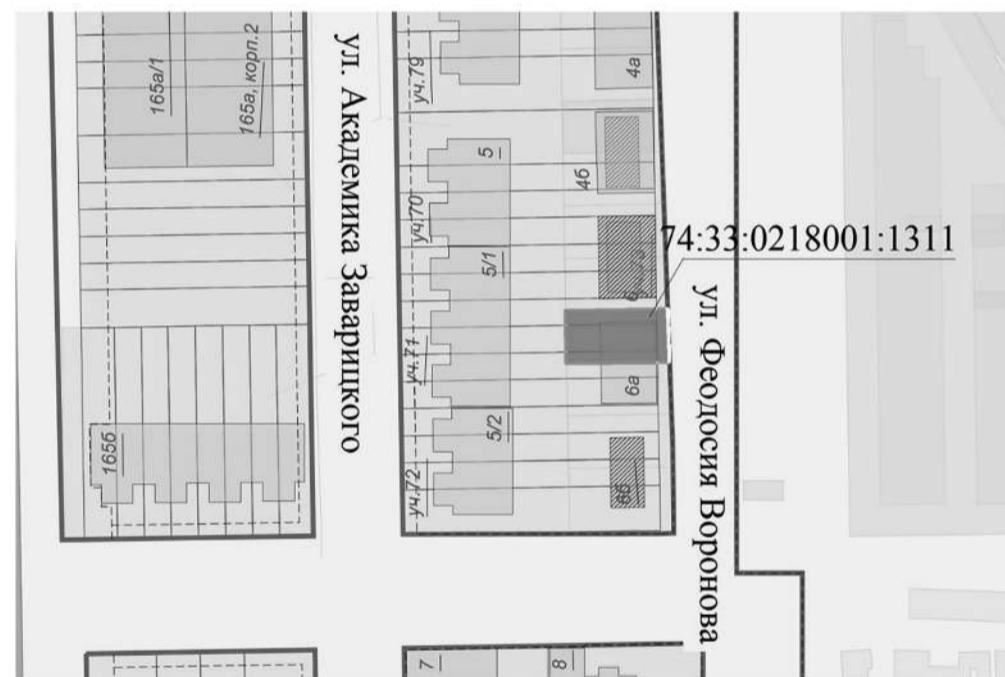 165а/1
165а, корп.2
ул. Академика Заварицкого
уч.79
4а
5
4б
уч.70
5/1
74:33:0218001:1311
ул. Феодосия Воронова
уч.71
6а
5/2
165б
уч.72
6б
7
8